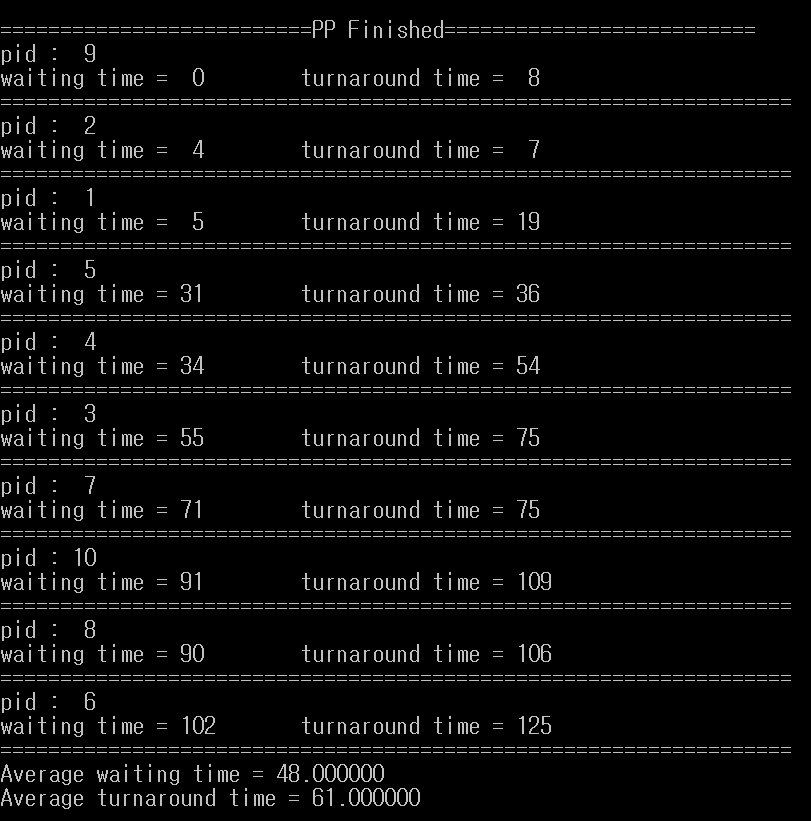 ==========================PP Finished==========================
pid :  9
waiting time =  0        turnaround time =  8
==================================================================
pid :  2
waiting time =  4        turnaround time =  7
==================================================================
pid :  1
waiting time =  5        turnaround time = 19
==================================================================
pid :  5
waiting time = 31        turnaround time = 36
==================================================================
pid :  4
waiting time = 34        turnaround time = 54
==================================================================
pid :  3
waiting time = 55        turnaround time = 75
==================================================================
pid :  7
waiting time = 71        turnaround time = 75
==================================================================
pid : 10
waiting time = 91        turnaround time = 109
==================================================================
pid :  8
waiting time = 90        turnaround time = 106
==================================================================
pid :  6
waiting time = 102       turnaround time = 125
==================================================================
Average waiting time = 48.000000
Average turnaround time = 61.000000